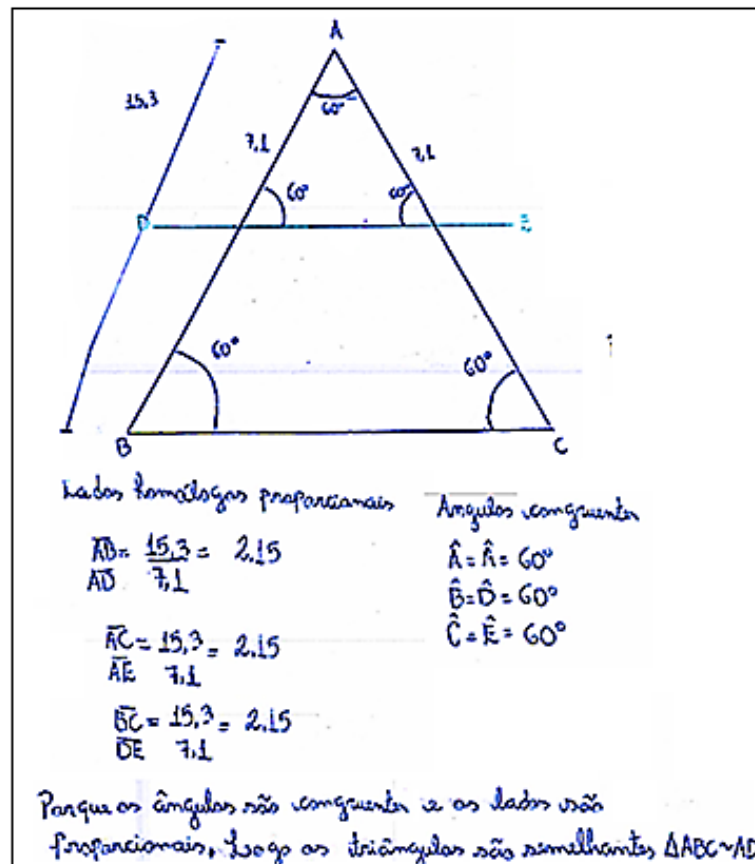 A
15,3
60°
7,1
7,1
60°
60°
D
E
60°
60°
B
C
Lados homólogos proporcionais
Angulos congruentes
AB = 15,3 = 2.15
AD 7,1
Â = Â = 60°
B̂ = D̂ = 60°
Ĉ = Ê = 60°
AC = 15,3 = 2.15
AE 7,1
BC = 15,3 = 2.15
DE 7,1
Porque os ângulos são congruentes e os lados são
proporcionais, Logo os triângulos são semelhantes ΔABC~